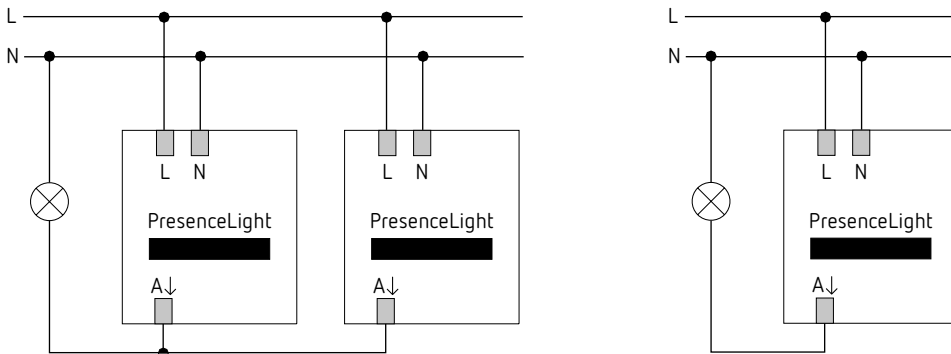 L L
N N
L N L N L N
PresenceLight PresenceLight PresenceLight
A↓ A↓ A↓